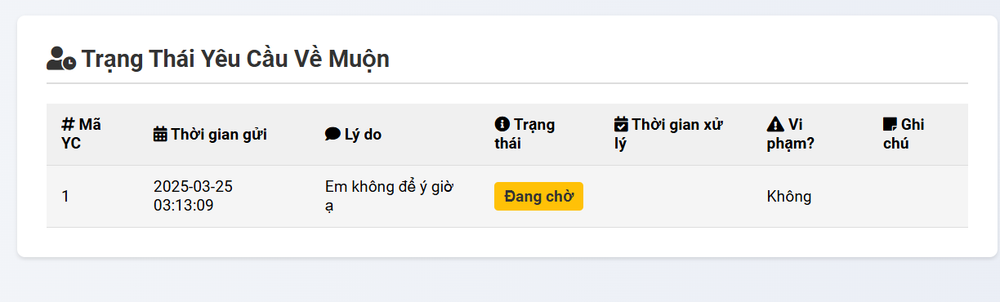 Trạng Thái Yêu Cầu Về Muộn
# Mã YC
Thời gian gửi
Lý do
Trạng thái
Thời gian xử lý
Vi phạm?
Ghi chú
1
2025-03-25
03:13:09
Em không để ý giờ
ạ
Đang chờ
Không